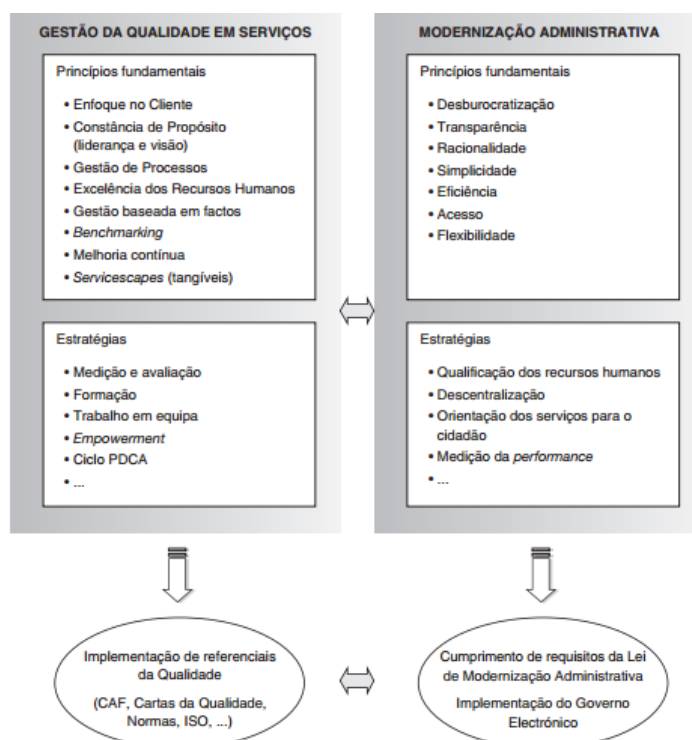 GESTÃO DA QUALIDADE EM SERVIÇOS
Princípios fundamentais
• Enfoque no Cliente
• Constância de Propósito
(liderança e visão)
• Gestão de Processos
• Excelência dos Recursos Humanos
• Gestão baseada em factos
• Benchmarking
• Melhoria contínua
• Servicescapes (tangíveis)
Estratégias
• Medição e avaliação
• Formação
• Trabalho em equipa
• Empowerment
• Ciclo PDCA
• ...
Implementação de referenciais
da Qualidade
(CAF, Cartas da Qualidade,
Normas, ISO, ...)
MODERNIZAÇÃO ADMINISTRATIVA
Princípios fundamentais
• Desburocratização
• Transparência
• Racionalidade
• Simplicidade
• Eficiência
• Acesso
• Flexibilidade
Estratégias
• Qualificação dos recursos humanos
• Descentralização
• Orientação dos serviços para o
cidadão
• Medição da performance
• ...
Cumprimento de requisitos da Lei
de Modernização Administrativa
Implementação do Governo
Electrónico